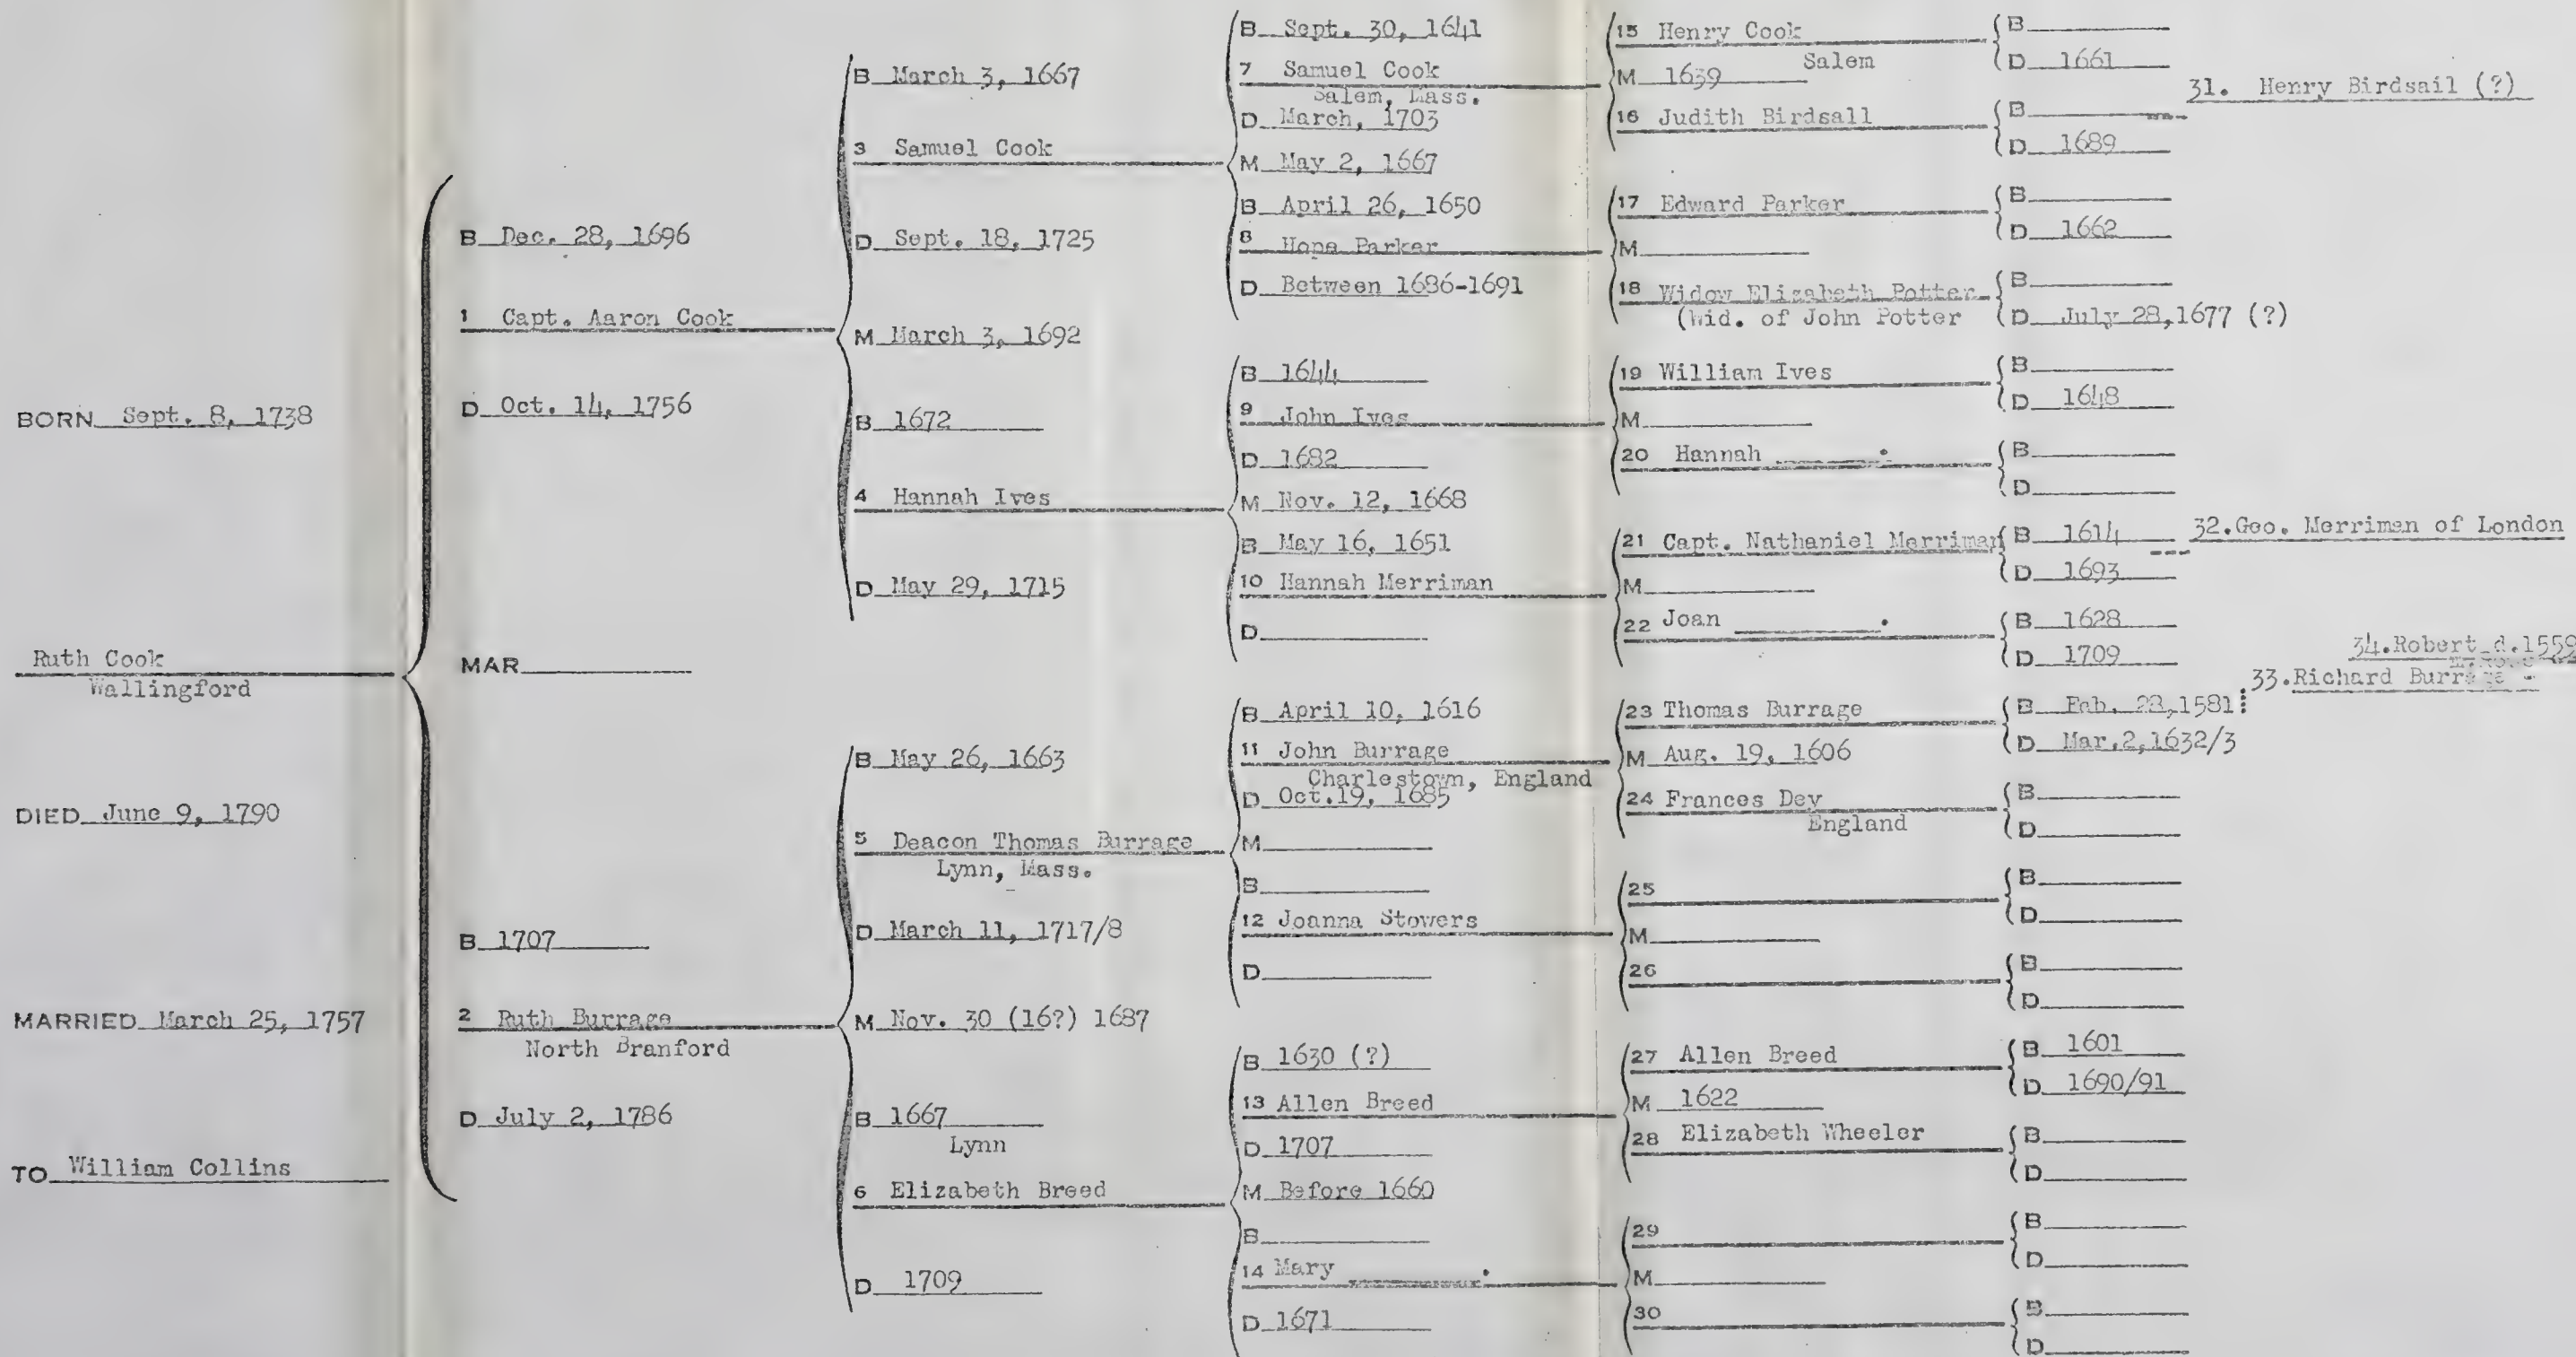 BORN Sept. 8, 1738
Ruth Cook
Wallingford
DIED June 9, 1790
MARRIED March 25, 1757
TO William Collins
B Dec. 28, 1696
1 Capt. Aaron Cook
D Oct. 14, 1756
MAR
B 1707
2 Ruth Burrage
North Branford
D July 2, 1786
B March 3, 1667
3 Samuel Cook
D Sept. 18, 1725
M March 3, 1692
B 1672
4 Hannah Ives
D May 29, 1715
B May 26, 1663
5 Deacon Thomas Burrage
Lynn, Mass.
D March 11, 1717/8
M Nov. 30 (16?) 1687
B 1667
Lynn
6 Elizabeth Breed
D 1709
B Sept. 30, 1641
7 Samuel Cook
Salem, Mass.
D March, 1703
M May 2, 1667
B April 26, 1650
8 Hope Parker
D Between 1686-1691
B 1644
9 John Ives
D 1682
M Nov. 12, 1668
B May 16, 1651
10 Hannah Merriman
D
B April 10, 1616
11 John Burrage
Charlestown, England
D Oct.19, 1685
M
B
12 Joanna Stowers
D
B 1630 (?)
13 Allen Breed
D 1707
M Before 1660
B
14 Mary .
D 1671
15 Henry Cook
Salem
M 1639
16 Judith Birdsall
17 Edward Parker
M
18 Widow Elizabeth Potter
(Wid. of John Potter
19 William Ives
M
20 Hannah .
21 Capt. Nathaniel Merriman
M
22 Joan .
23 Thomas Burrage
M Aug. 19, 1606
24 Frances Dey
England
25
M
26
27 Allen Breed
M 1622
28 Elizabeth Wheeler
29
M
30
B
D 1661
B
D 1689
B
D 1662
B
D July 28,1677 (?)
B
D 1648
B
D
B 1614
D 1693
B 1628
D 1709
B Feb. 28,1581
D Mar.2,1632/3
B
D
B
D
B
D
B 1601
D 1690/91
B
D
B
D
B
D
31. Henry Birdsail (?)
32.Geo. Merriman of London
34.Robert d.1559
33.Richard Burrage